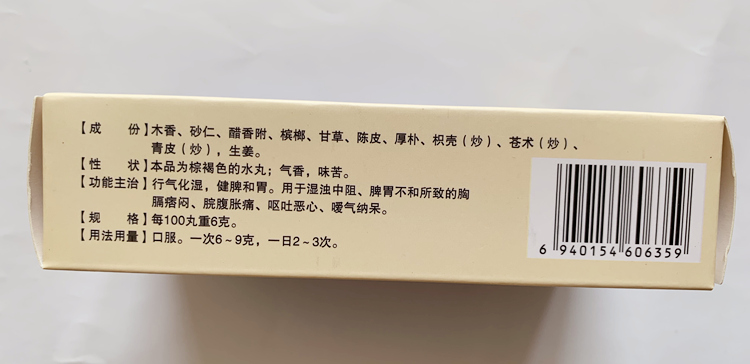 【成　份】木香、砂仁、醋香附、槟榔、甘草、陈皮、厚朴、枳壳（炒）、苍术（炒）、
青皮（炒），生姜。
【性　状】本品为棕褐色的水丸；气香，味苦。
【功能主治】行气化湿，健脾和胃。用于湿浊中阻、脾胃不和所致的胸
膈痞闷、脘腹胀痛、呕吐恶心、嗳气纳呆。
【规　格】每100丸重6克。
【用法用量】口服。一次6~9克，一日2~3次。
6 940154 606359